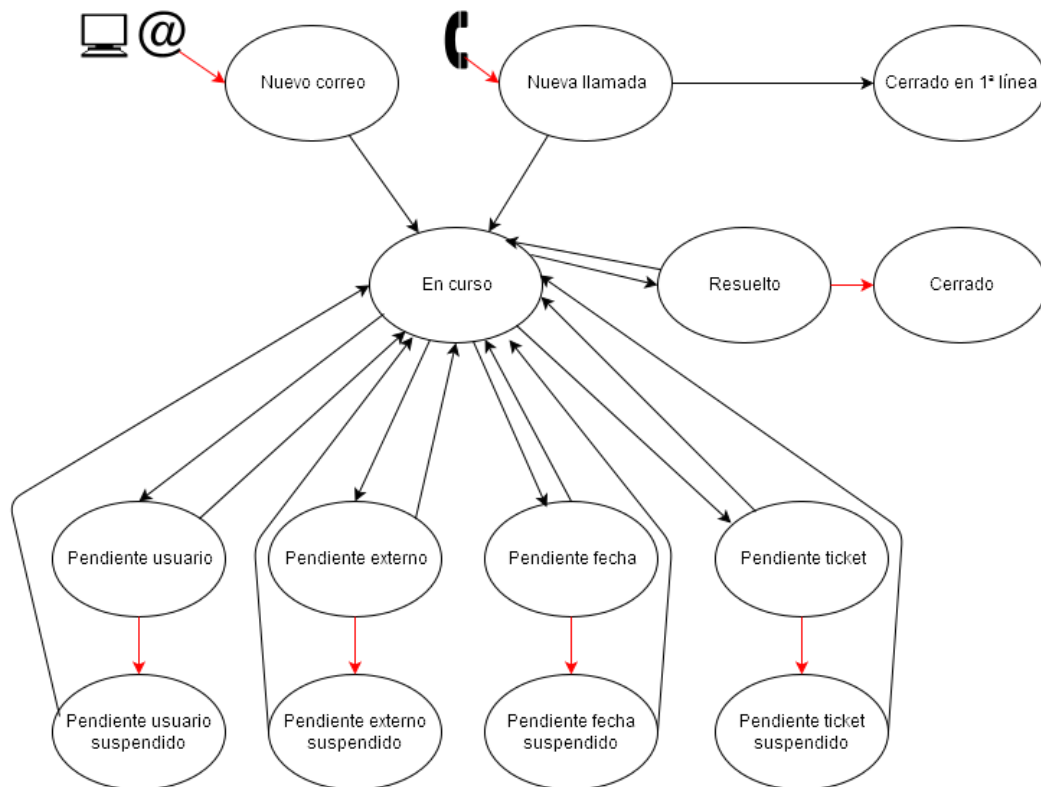 @
Nuevo correo
Nueva llamada
Cerrado en 1ª línea
En curso
Resuelto
Cerrado
Pendiente usuario
Pendiente externo
Pendiente fecha
Pendiente ticket
Pendiente usuario
suspendido
Pendiente externo
suspendido
Pendiente fecha
suspendido
Pendiente ticket
suspendido